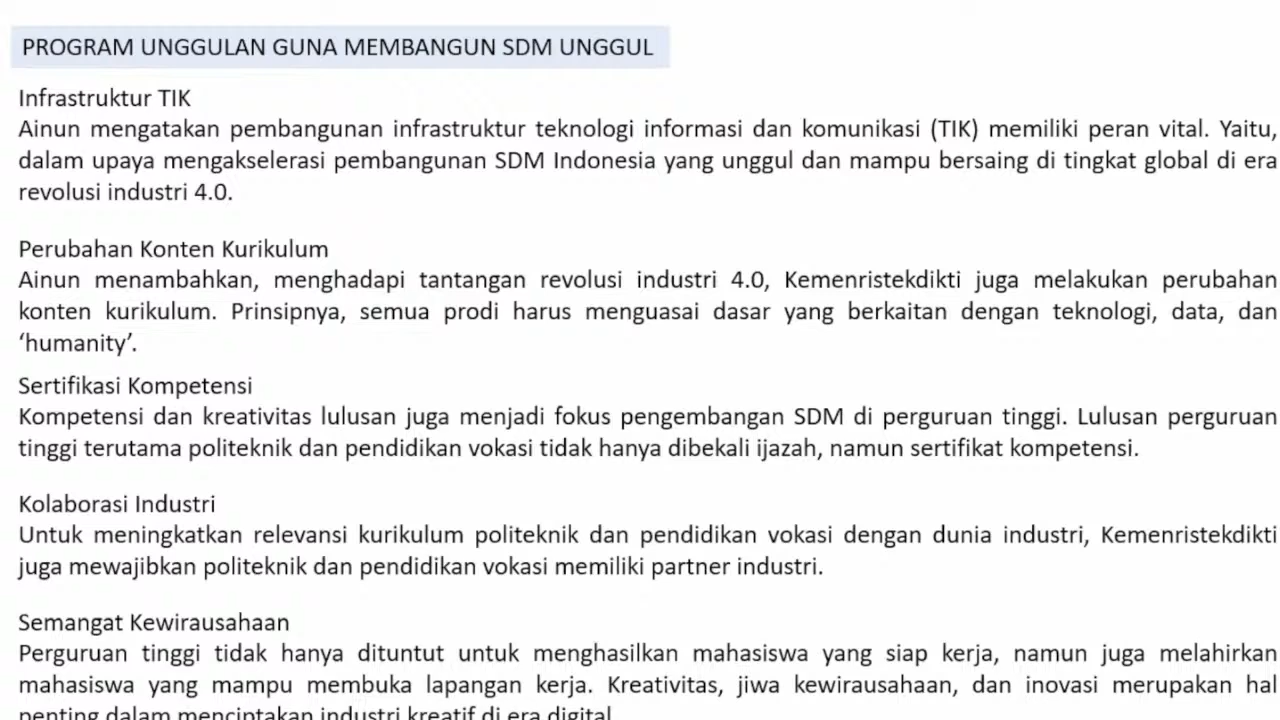 PROGRAM UNGGULAN GUNA MEMBANGUN SDM UNGGUL
Infrastruktur TIK
Ainun mengatakan pembangunan infrastruktur teknologi informasi dan komunikasi (TIK) memiliki peran vital. Yaitu,
dalam upaya mengakselerasi pembangunan SDM Indonesia yang unggul dan mampu bersaing di tingkat global di era
revolusi industri 4.0.
Perubahan Konten Kurikulum
Ainun menambahkan, menghadapi tantangan revolusi industri 4.0, Kemenristekdikti juga melakukan perubahan
konten kurikulum. Prinsipnya, semua prodi harus menguasai dasar yang berkaitan dengan teknologi, data, dan
‘humanity’.
Sertifikasi Kompetensi
Kompetensi dan kreativitas lulusan juga menjadi fokus pengembangan SDM di perguruan tinggi. Lulusan perguruan
tinggi terutama politeknik dan pendidikan vokasi tidak hanya dibekali ijazah, namun sertifikat kompetensi.
Kolaborasi Industri
Untuk meningkatkan relevansi kurikulum politeknik dan pendidikan vokasi dengan dunia industri, Kemenristekdikti
juga mewajibkan politeknik dan pendidikan vokasi memiliki partner industri.
Semangat Kewirausahaan
Perguruan tinggi tidak hanya dituntut untuk menghasilkan mahasiswa yang siap kerja, namun juga melahirkan
mahasiswa yang mampu membuka lapangan kerja. Kreativitas, jiwa kewirausahaan, dan inovasi merupakan hal
penting dalam menciptakan industri kreatif di era digital